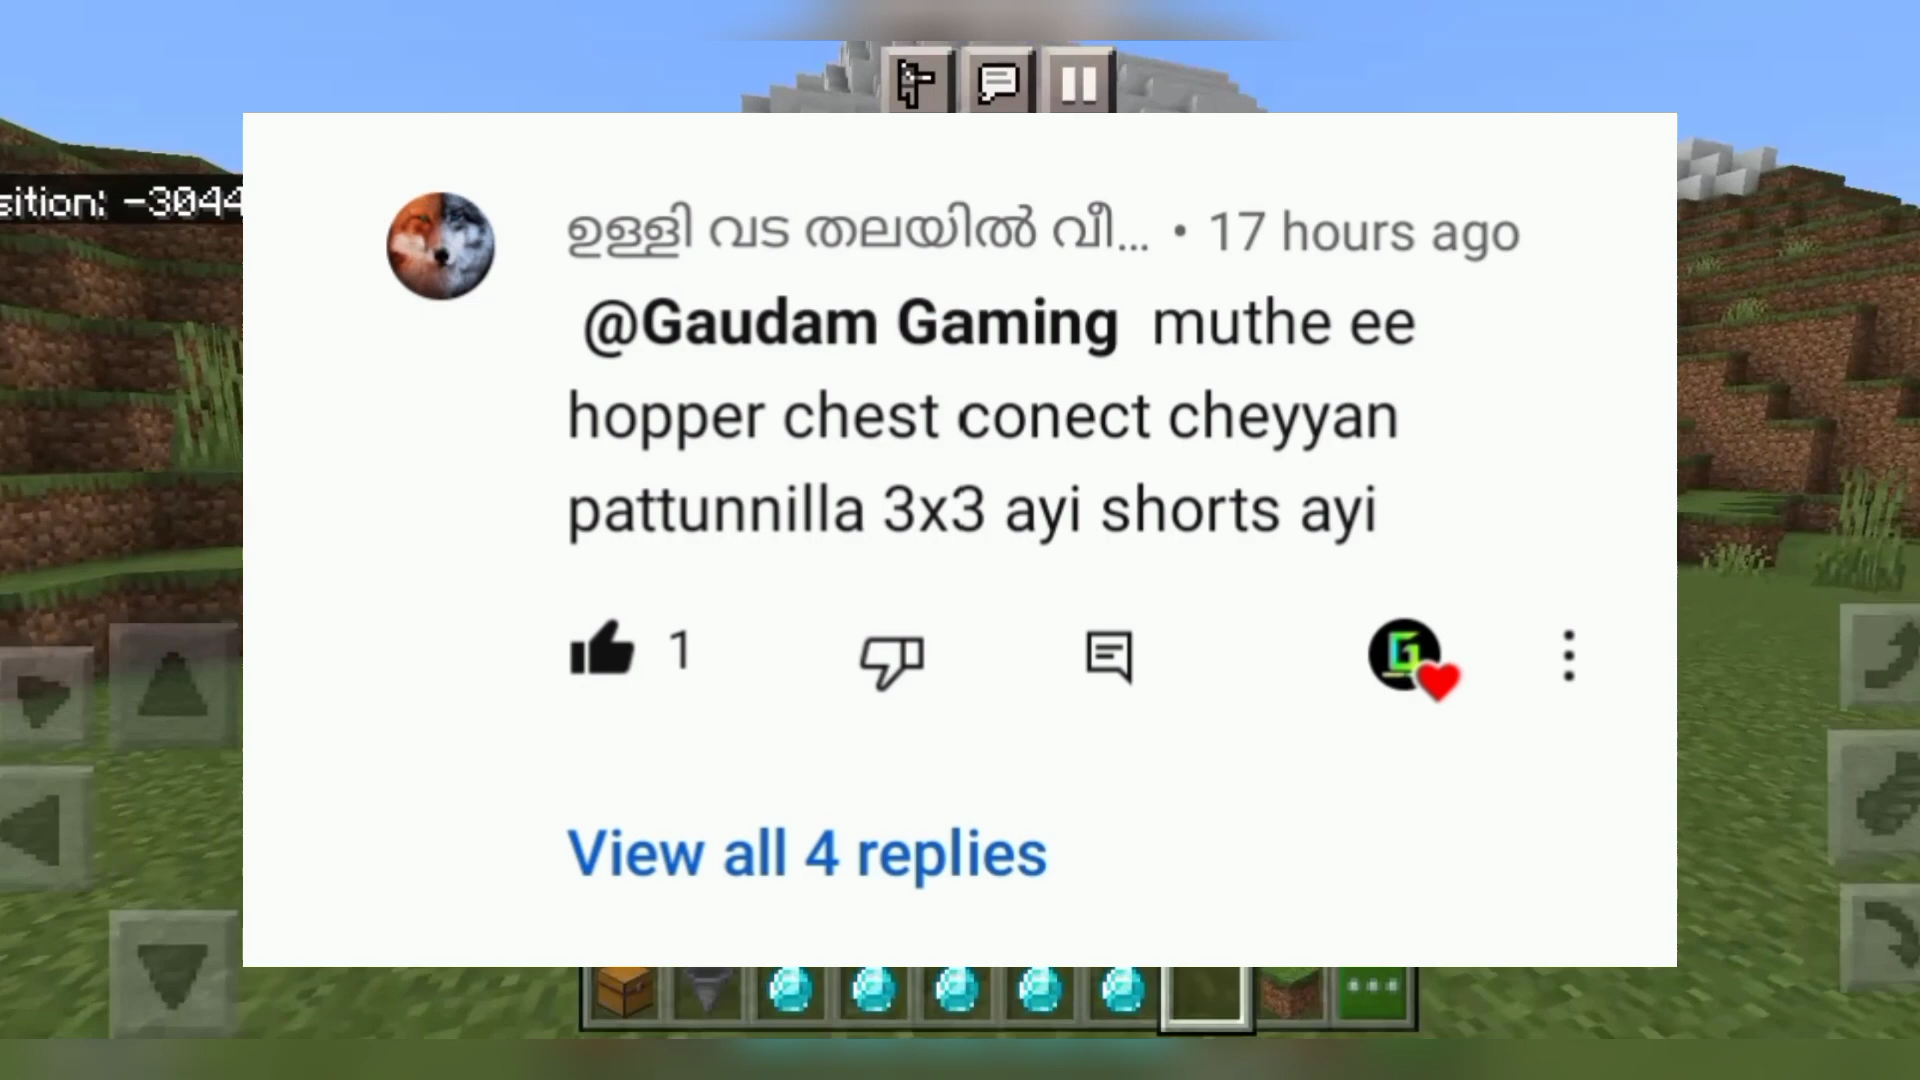 sition: -3044
ഉള്ളി വട തലയിൽ വീ... • 17 hours ago
@Gaudam Gaming muthe ee
hopper chest conect cheyyan
pattunnilla 3x3 ayi shorts ayi
1
View all 4 replies